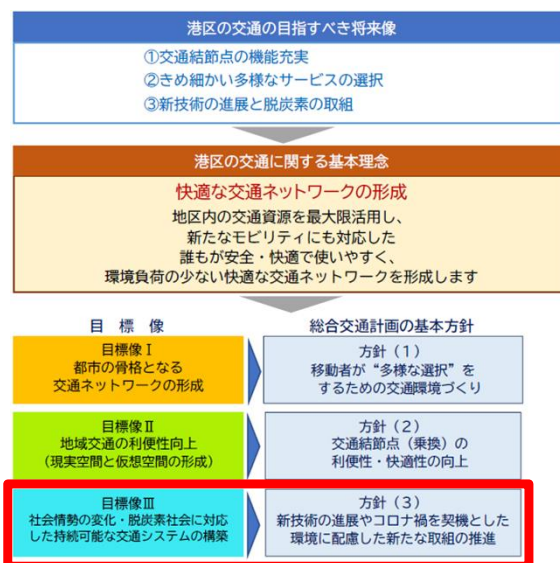 港区の交通の目指すべき将来像
①交通結節点の機能充実
②きめ細かい多様なサービスの選択
③新技術の進展と脱炭素の取組
港区の交通に関する基本理念
快適な交通ネットワークの形成
地区内の交通資源を最大限活用し、
新たなモビリティにも対応した
誰もが安全・快適で使いやすく、
環境負荷の少ない快適な交通ネットワークを形成します
目 標 像
総合交通計画の基本方針
目標像Ⅰ
都市の骨格となる
交通ネットワークの形成
方針（1）
移動者が“多様な選択”を
するための交通環境づくり
目標像Ⅱ
地域交通の利便性向上
（現実空間と仮想空間の形成）
方針（2）
交通結節点（乗換）の
利便性・快適性の向上
目標像Ⅲ
社会情勢の変化・脱炭素社会に対応
した持続可能な交通システムの構築
方針（3）
新技術の進展やコロナ禍を契機とした
環境に配慮した新たな取組の推進